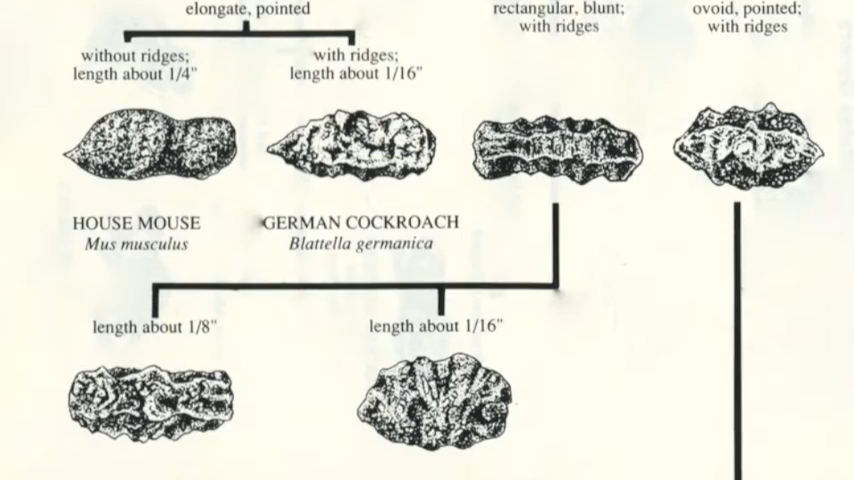 elongate, pointed
rectangular, blunt;
with ridges
ovoid, pointed;
with ridges
without ridges;
length about 1/4"
with ridges;
length about 1/16"
HOUSE MOUSE
Mus musculus
GERMAN COCKROACH
Blattella germanica
length about 1/8"
length about 1/16"